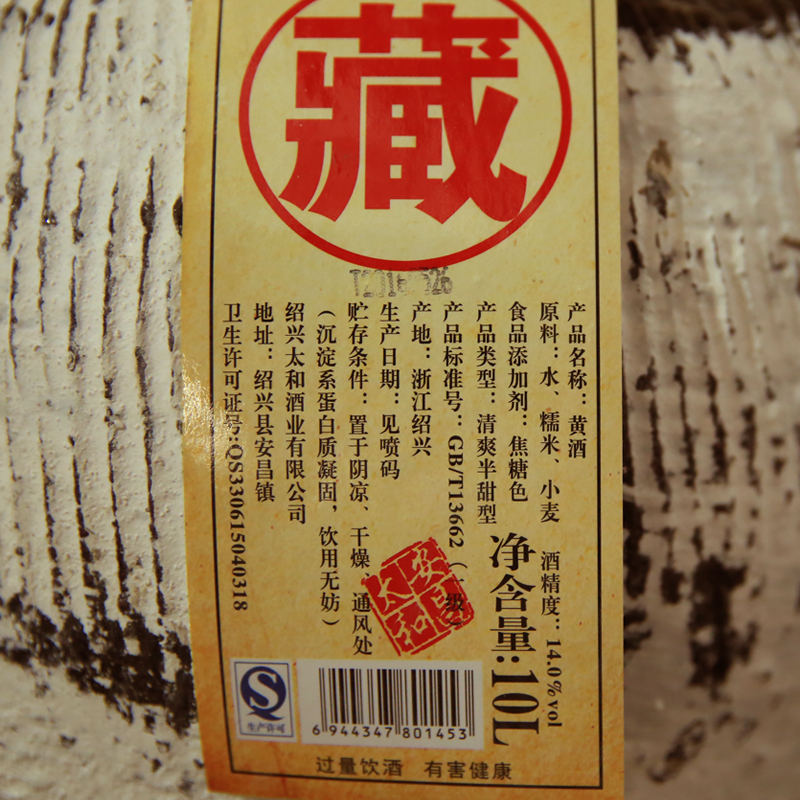 藏
产品名称：黄酒
原料：水、糯米、小麦
酒精度：14.0%vol
食品添加剂：焦糖色
净含量:10L
产品类型：清爽半甜型
产品标准号：GB/T13662（一级）
产地：浙江绍兴
生产日期：见喷码
贮存条件：置于阴凉、干燥 通风处
（沉淀系蛋白质凝固，饮用无妨）
绍兴太和酒业有限公司
地址：绍兴县安昌镇
卫生许可证号:QS330615040318
安昌太和
生产许可
6 944347 801453
过量饮酒 有害健康